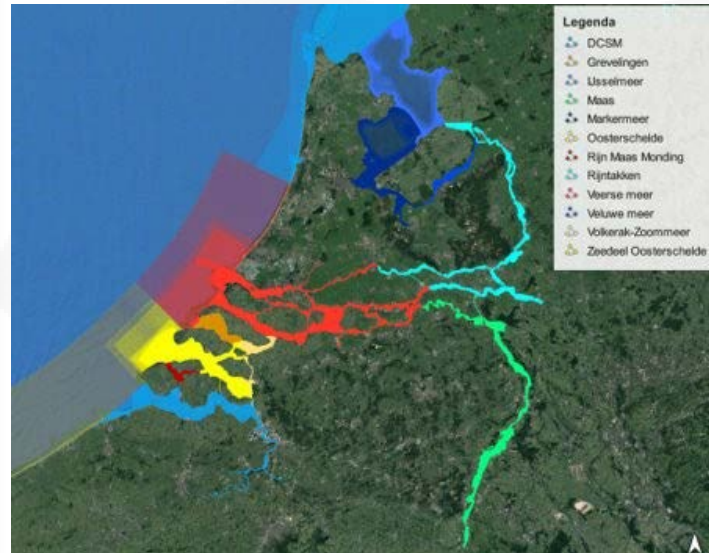 Legenda
DCSM
Grevelingen
IJsselmeer
Maas
Markermeer
Oosterschelde
Rijn Maas Monding
Rijntakken
Veerse meer
Veluwe meer
Volkerak-Zoommeer
Zeedeel Oosterschelde